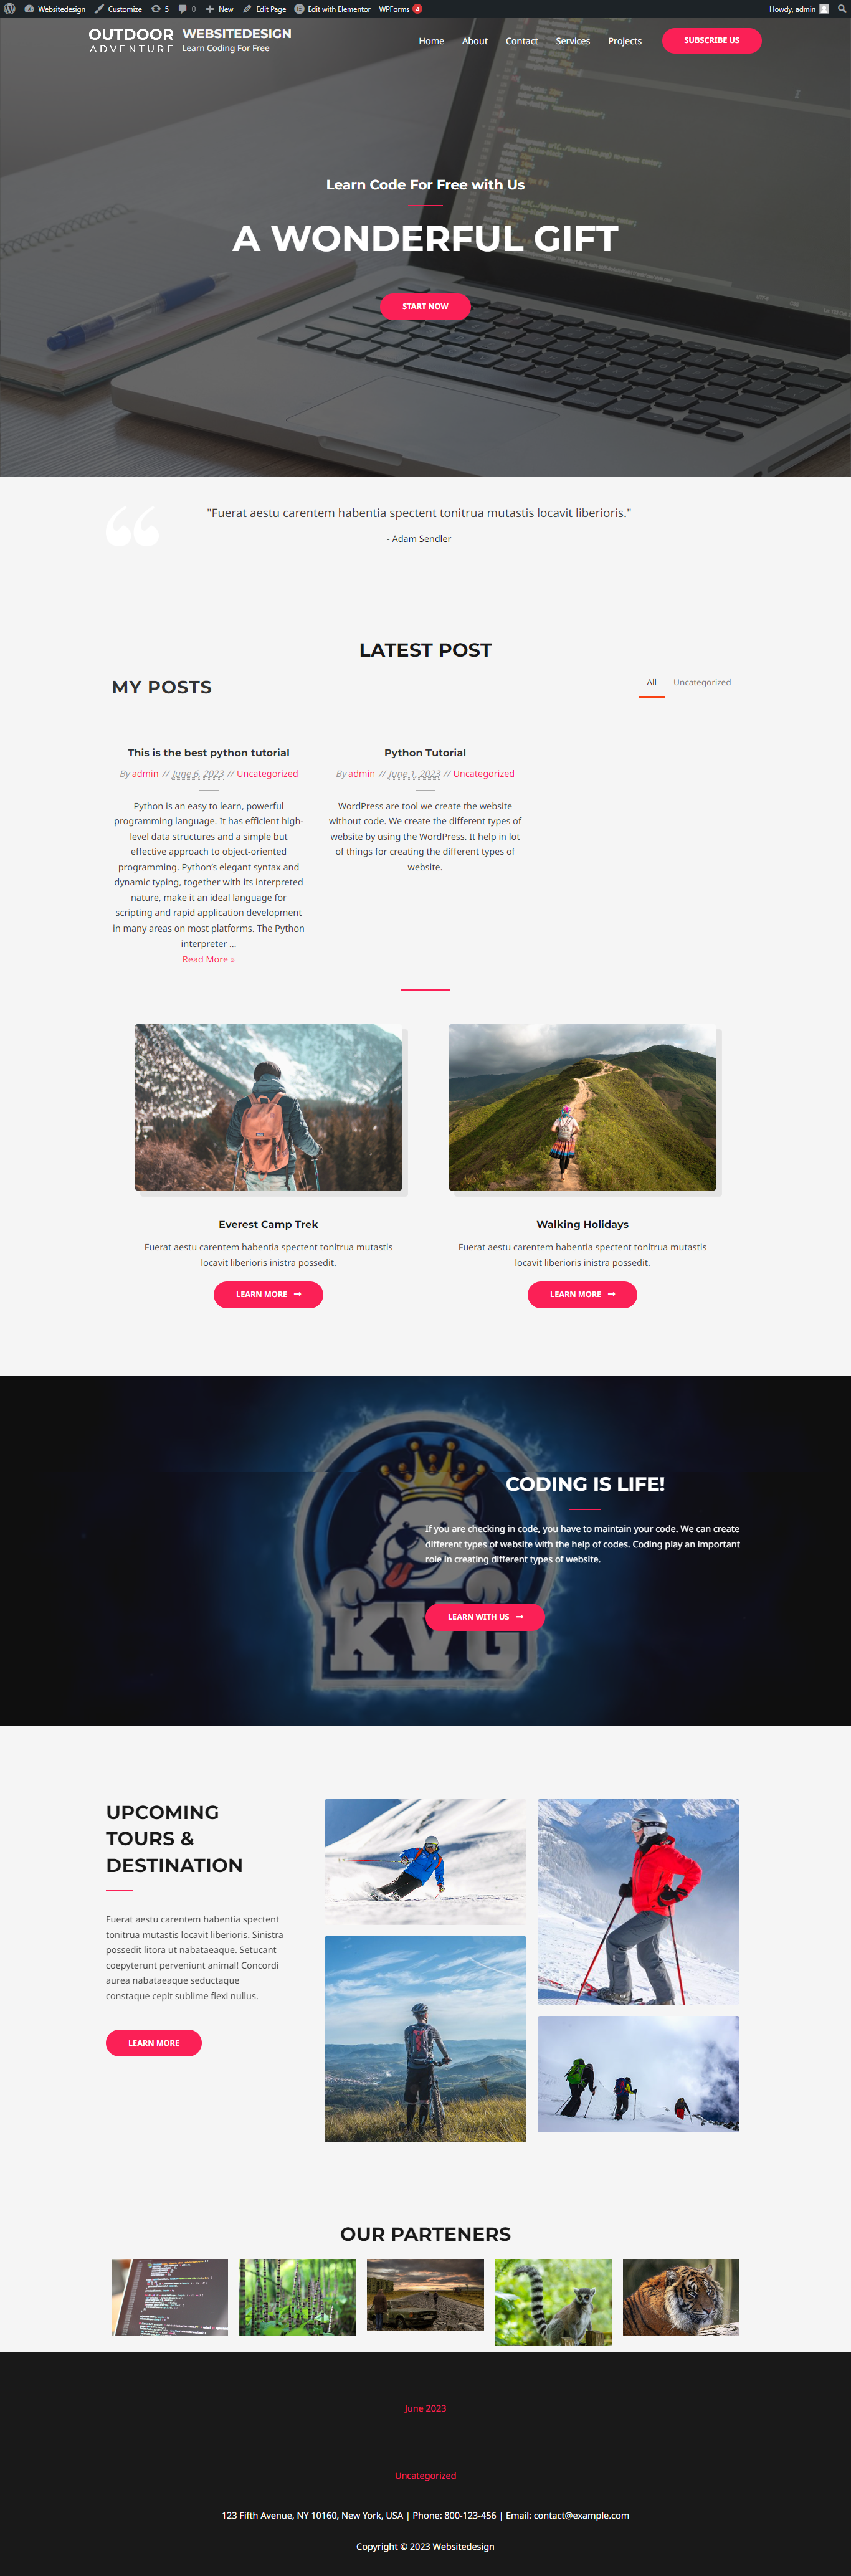 Websitedesign Customize 5 0 New Edit Page Edit with Elementor WPForms 4 Howdy, admin
OUTDOOR
ADVENTURE
WEBSITEDESIGN
Learn Coding For Free
Home About Contact Services Projects SUBSCRIBE US
Learn Code For Free with Us
A WONDERFUL GIFT
START NOW
"Fuerat aestu carentem habentia spectent tonitrua mutastis locavit liberioris."
- Adam Sendler
LATEST POST
MY POSTS
All Uncategorized
This is the best python tutorial
By admin // June 6, 2023 // Uncategorized
Python is an easy to learn, powerful
programming language. It has efficient high-
level data structures and a simple but
effective approach to object-oriented
programming. Python's elegant syntax and
dynamic typing, together with its interpreted
nature, make it an ideal language for
scripting and rapid application development
in many areas on most platforms. The Python
interpreter ...
Read More »
Python Tutorial
By admin // June 1, 2023 // Uncategorized
WordPress are tool we create the website
without code. We create the different types of
website by using the WordPress. It help in lot
of things for creating the different types of
website.
Everest Camp Trek
Fuerat aestu carentem habentia spectent tonitrua mutastis
locavit liberioris inistra possedit.
LEARN MORE
Walking Holidays
Fuerat aestu carentem habentia spectent tonitrua mutastis
locavit liberioris inistra possedit.
LEARN MORE
KVG
CODING IS LIFE!
If you are checking in code, you have to maintain your code. We can create
different types of website with the help of codes. Coding play an important
role in creating different types of website.
LEARN WITH US
UPCOMING
TOURS &
DESTINATION
Fuerat aestu carentem habentia spectent
tonitrua mutastis locavit liberioris. Sinistra
possedit litora ut nabataeaque. Setucant
coepyterunt perveniunt animal! Concordi
aurea nabataeaque seductaque
constaque cepit sublime flexi nullus.
LEARN MORE
OUR PARTENERS
June 2023
Uncategorized
123 Fifth Avenue, NY 10160, New York, USA | Phone: 800-123-456 | Email: contact@example.com
Copyright © 2023 Websitedesign